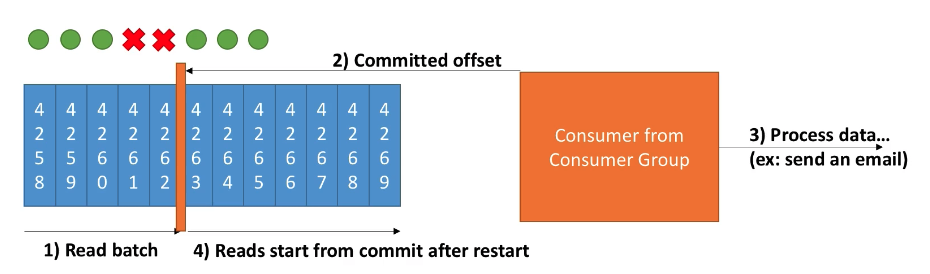 2) Committed offset
4258
4259
4260
4261
4262
4263
4264
4265
4266
4267
4268
4269
Consumer from
Consumer Group
3) Process data...
(ex: send an email)
1) Read batch
4) Reads start from commit after restart